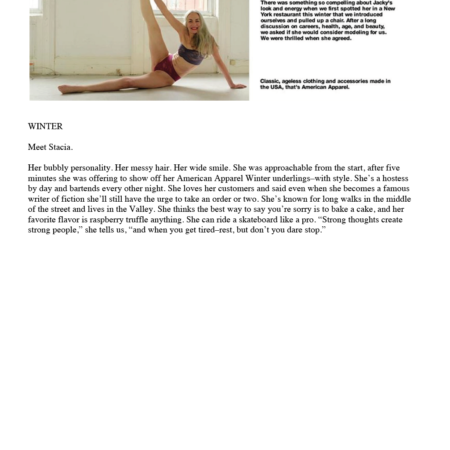 There was something so compelling about Jacky's
look and energy when we first spotted her in a New
York restaurant this winter that we introduced
ourselves and pulled up a chair. After a long
discussion on careers, health, age, and beauty,
we asked if she would consider modeling for us.
We were thrilled when she agreed.
Classic, ageless clothing and accessories made in
the USA, that's American Apparel.
WINTER
Meet Stacia.
Her bubbly personality. Her messy hair. Her wide smile. She was approachable from the start, after five
minutes she was offering to show off her American Apparel Winter underlings–with style. She's a hostess
by day and bartends every other night. She loves her customers and said even when she becomes a famous
writer of fiction she'll still have the urge to take an order or two. She's known for long walks in the middle
of the street and lives in the Valley. She thinks the best way to say you're sorry is to bake a cake, and her
favorite flavor is raspberry truffle anything. She can ride a skateboard like a pro. “Strong thoughts create
strong people,” she tells us, “and when you get tired–rest, but don't you dare stop.”